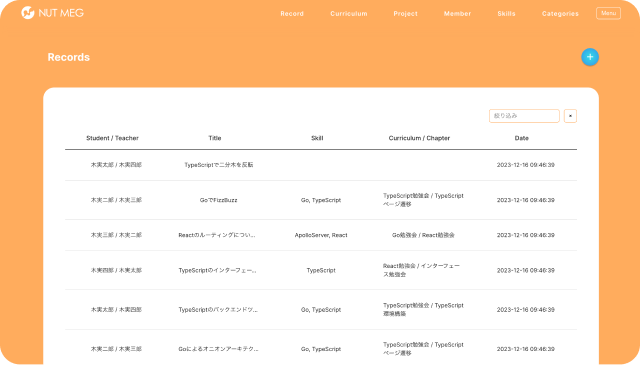 NUT MEG
Record Curriculum Project Member Skills Categories Menu
Records
+
絞り込み ×
Student / Teacher Title Skill Curriculum / Chapter Date
木実太郎 / 木実四郎 TypeScriptで二分木を反転 2023-12-16 09:46:39
木実二郎 / 木実三郎 GoでFizzBuzz Go, TypeScript TypeScript勉強会 / TypeScript
ページ遷移 2023-12-16 09:46:39
木実三郎 / 木実二郎 Reactのルーティングについ... ApolloServer, React Go勉強会 / React勉強会 2023-12-16 09:46:39
木実四郎 / 木実太郎 TypeScriptのインターフェー... TypeScript React勉強会 / インターフェー
ス勉強会 2023-12-16 09:46:39
木実太郎 / 木実四郎 TypeScriptのバックエンドツ... Go, TypeScript TypeScript勉強会 / TypeScript
環境構築 2023-12-16 09:46:39
木実二郎 / 木実三郎 Goによるオニオンアーキテク... Go, TypeScript TypeScript勉強会 / TypeScript
ページ遷移 2023-12-16 09:46:39